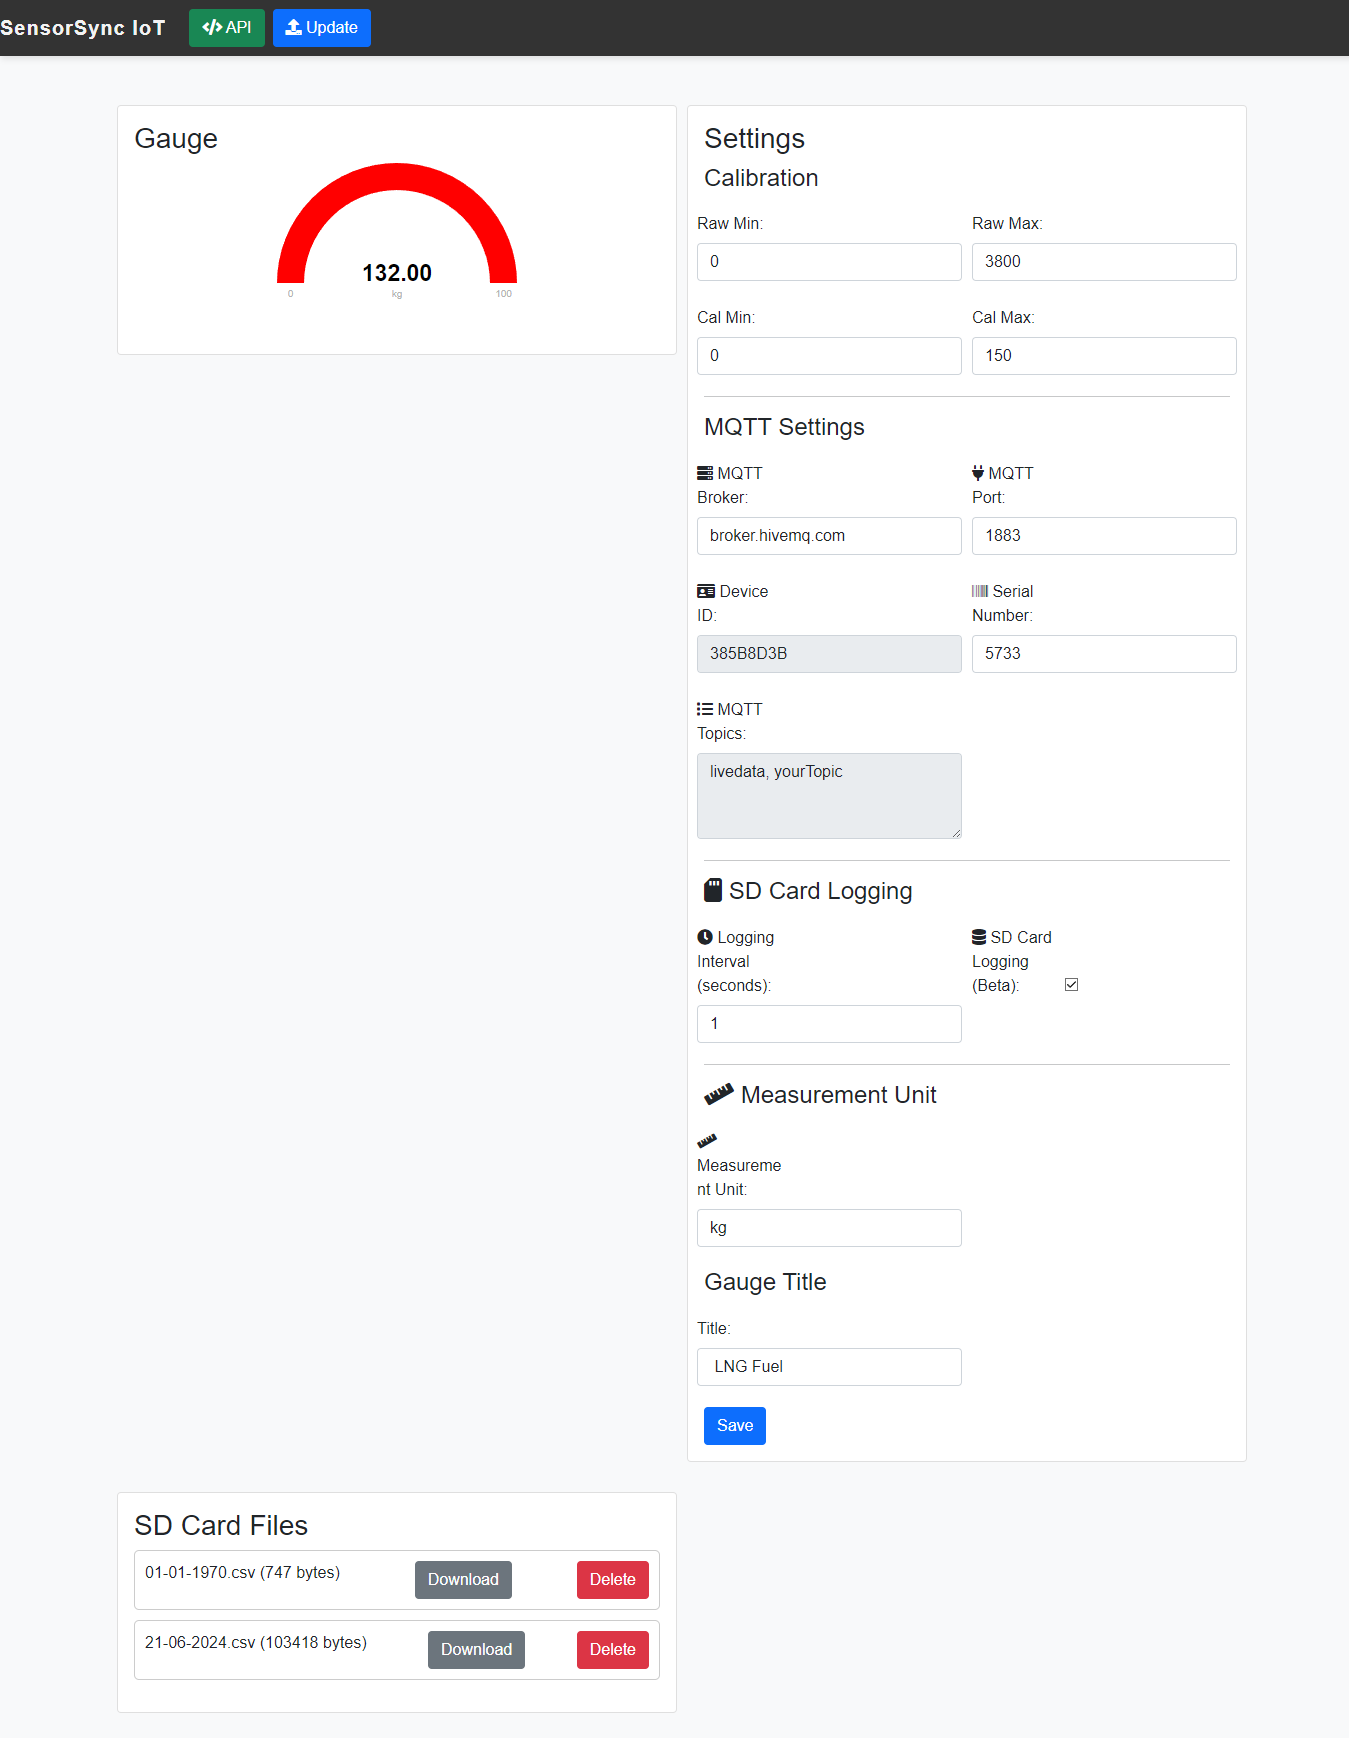 SensorSync IoT
API
Update
Gauge
132.00
0
kg
100
Settings
Calibration
Raw Min:
Raw Max:
0
3800
Cal Min:
Cal Max:
0
150
MQTT Settings
MQTT
Broker:
MQTT
Port:
broker.hivemq.com
1883
Device
ID:
Serial
Number:
385B8D3B
5733
MQTT
Topics:
livedata, yourTopic
SD Card Logging
Logging
Interval
(seconds):
SD Card
Logging
(Beta):
1
Measurement Unit
Measureme
nt Unit:
kg
Gauge Title
Title:
LNG Fuel
Save
SD Card Files
01-01-1970.csv (747 bytes)
Download
Delete
21-06-2024.csv (103418 bytes)
Download
Delete